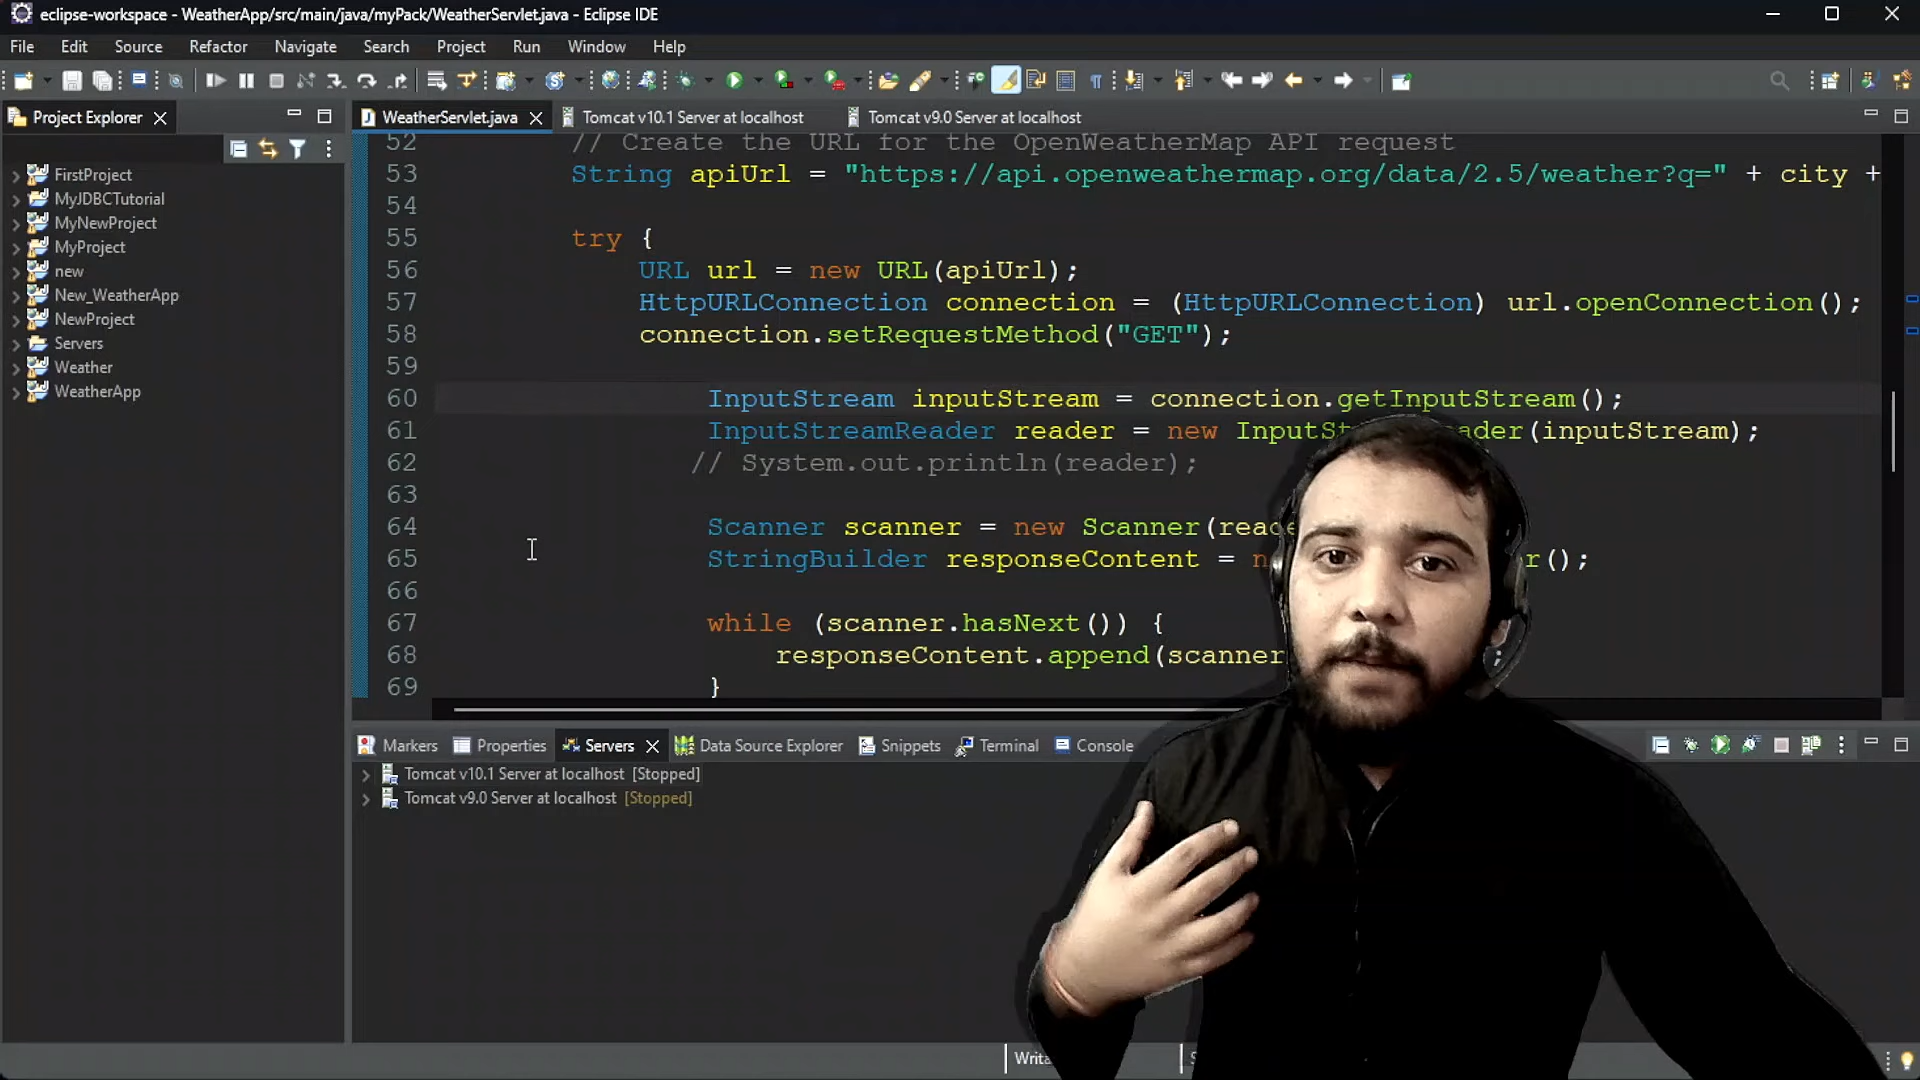 eclipse-workspace - WeatherApp/src/main/java/myPack/WeatherServlet.java - Eclipse IDE
File Edit Source Refactor Navigate Search Project Run Window Help
Project Explorer
WeatherServlet.java
Tomcat v10.1 Server at localhost
Tomcat v9.0 Server at localhost
FirstProject
MyJDBCTutorial
MyNewProject
MyProject
new
New_WeatherApp
NewProject
Servers
Weather
WeatherApp
52 // Create the URL for the OpenWeatherMap API request
53 String apiUrl = "https://api.openweathermap.org/data/2.5/weather?q=" + city +
54
55 try {
56 URL url = new URL(apiUrl);
57 HttpURLConnection connection = (HttpURLConnection) url.openConnection();
58 connection.setRequestMethod("GET");
59
60 InputStream inputStream = connection.getInputStream();
61 InputStreamReader reader = new (inputStream);
62 // System.out.println(reader);
63
64 Scanner scanner = new Scanner(
65 StringBuilder responseContent = ();
66
67 while (scanner.hasNext()) {
68 responseContent.append(scanner ;
69 }
Markers
Properties
Servers
Data Source Explorer
Snippets
Terminal
Console
Tomcat v10.1 Server at localhost [Stopped]
Tomcat v9.0 Server at localhost [Stopped]